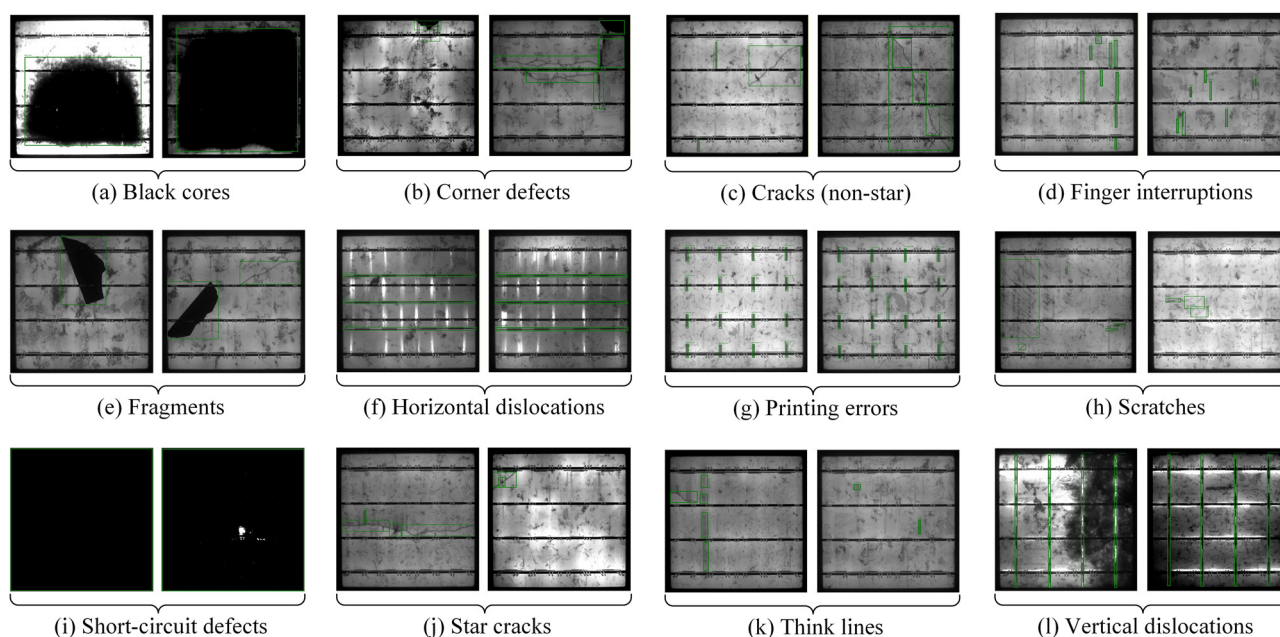 (a) Black cores
(b) Corner defects
(c) Cracks (non-star)
(d) Finger interruptions
(e) Fragments
(f) Horizontal dislocations
(g) Printing errors
(h) Scratches
(i) Short-circuit defects
(j) Star cracks
(k) Think lines
(l) Vertical dislocations